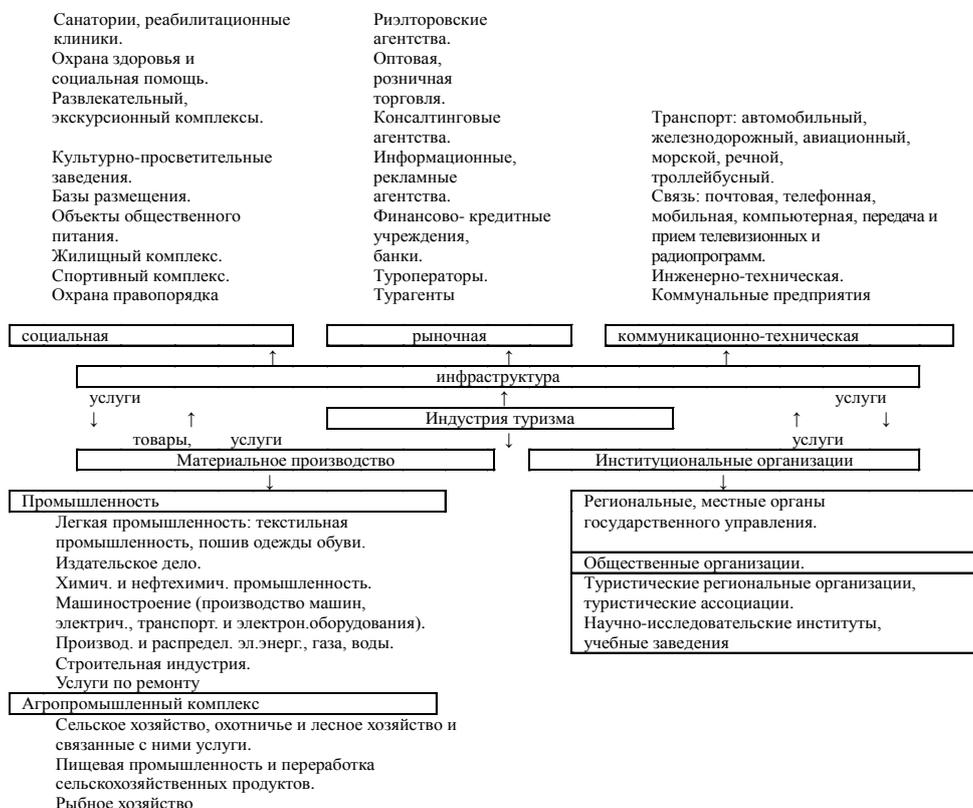 Санатории, реабилитационные
клиники.
Охрана здоровья и
социальная помощь.
Развлекательный,
экскурсионный комплексы.
Культурно-просветительные
заведения.
Базы размещения.
Объекты общественного
питания.
Жилищный комплекс.
Спортивный комплекс.
Охрана правопорядка
Риэлторовские
агентства.
Оптовая,
розничная
торговля.
Консалтинговые
агентства.
Информационные,
рекламные
агентства.
Финансово- кредитные
учреждения,
банки.
Туроператоры.
Турагенты
Транспорт: автомобильный,
железнодорожный, авиационный,
морской, речной,
троллейбусный.
Связь: почтовая, телефонная,
мобильная, компьютерная, передача и
прием телевизионных и
радиопрограмм.
Инженерно-техническая.
Коммунальные предприятия
социальная
рыночная
коммуникационно-техническая
↑ ↑ ↑
инфраструктура
услуги ↑ услуги
↓ ↑ Индустрия туризма ↑ ↓
товары, услуги ↓ услуги
Материальное производство
Институциональные организации
↓ ↓
Промышленность
Легкая промышленность: текстильная
промышленность, пошив одежды обуви.
Издательское дело.
Химич. и нефтехимич. промышленность.
Машиностроение (производство машин,
электрич., транспорт. и электрон.оборудования).
Производ. и распредел. эл.энерг., газа, воды.
Строительная индустрия.
Услуги по ремонту
Агропромышленный комплекс
Сельское хозяйство, охотничье и лесное хозяйство и
связанные с ними услуги.
Пищевая промышленность и переработка
сельскохозяйственных продуктов.
Рыбное хозяйство
Региональные, местные органы
государственного управления.
Общественные организации.
Туристические региональные организации,
туристические ассоциации.
Научно-исследовательские институты,
учебные заведения